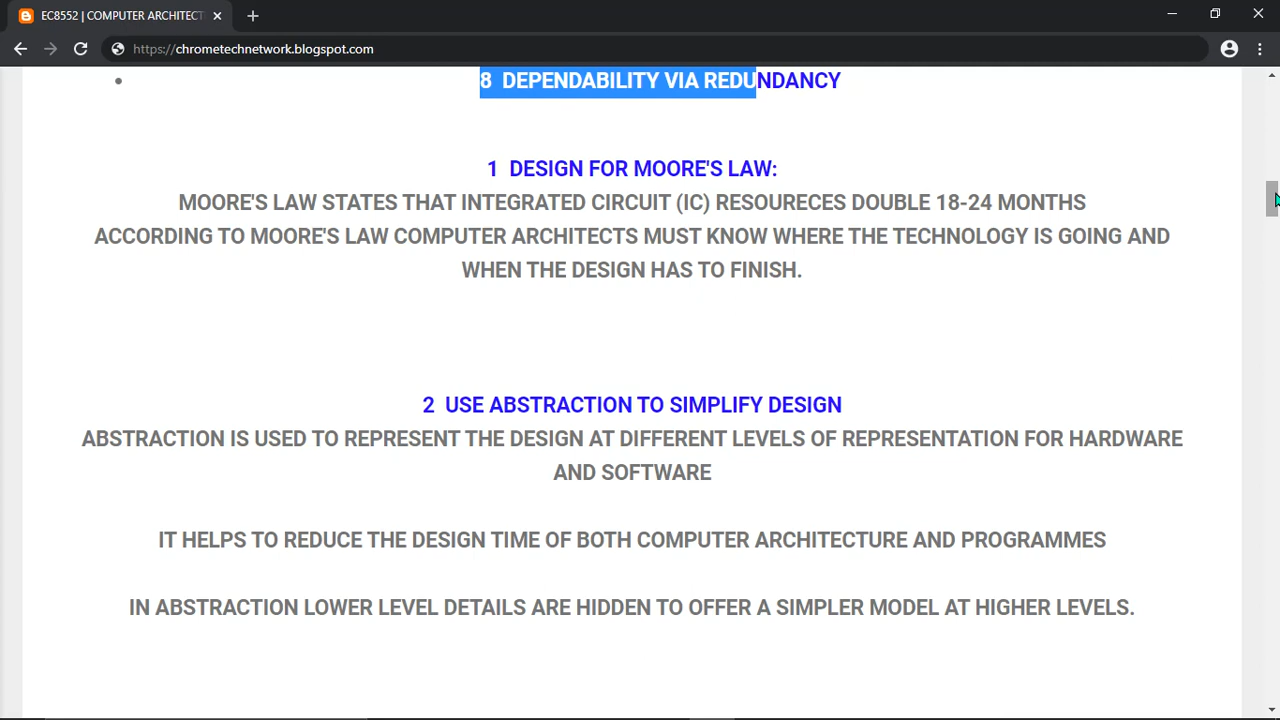 EC8552 | COMPUTER ARCHITECT
https://chrometechnetwork.blogspot.com
8 DEPENDABILITY VIA REDUNDANCY
1 DESIGN FOR MOORE'S LAW:
MOORE'S LAW STATES THAT INTEGRATED CIRCUIT (IC) RESOURECES DOUBLE 18-24 MONTHS
ACCORDING TO MOORE'S LAW COMPUTER ARCHITECTS MUST KNOW WHERE THE TECHNOLOGY IS GOING AND
WHEN THE DESIGN HAS TO FINISH.
2 USE ABSTRACTION TO SIMPLIFY DESIGN
ABSTRACTION IS USED TO REPRESENT THE DESIGN AT DIFFERENT LEVELS OF REPRESENTATION FOR HARDWARE
AND SOFTWARE
IT HELPS TO REDUCE THE DESIGN TIME OF BOTH COMPUTER ARCHITECTURE AND PROGRAMMES
IN ABSTRACTION LOWER LEVEL DETAILS ARE HIDDEN TO OFFER A SIMPLER MODEL AT HIGHER LEVELS.